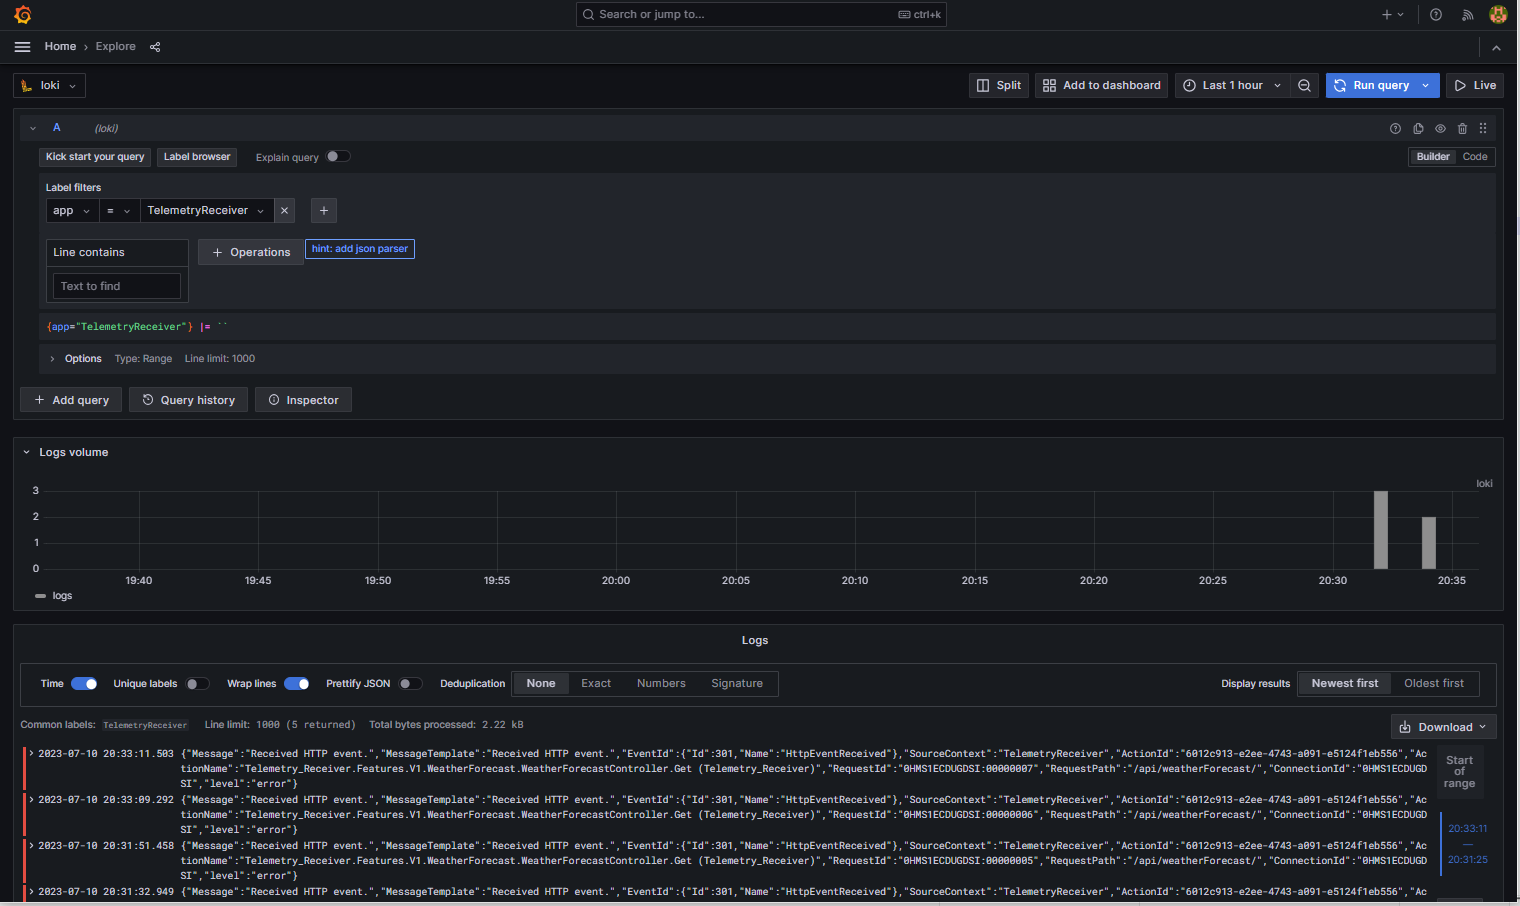 Search or jump to... ctrl+k
Home › Explore
loki Split Add to dashboard Last 1 hour Run query Live
A (loki)
Kick start your query Label browser Explain query Builder Code
Label filters
app = TelemetryReceiver
Line contains + Operations hint: add json parser
Text to find
{app="TelemetryReceiver"} |= ``
Options Type: Range Line limit: 1000
+ Add query Query history Inspector
Logs volume
loki
3
2
1
0
19:40 19:45 19:50 19:55 20:00 20:05 20:10 20:15 20:20 20:25 20:30 20:35
logs
Logs
Time Unique labels Wrap lines Prettify JSON Deduplication None Exact Numbers Signature Display results Newest first Oldest first
Common labels: TelemetryReceiver Line limit: 1000 (5 returned) Total bytes processed: 2.22 kB
Download
2023-07-10 20:33:11.503 {"Message":"Received HTTP event.","MessageTemplate":"Received HTTP event.","EventId":{"Id":301,"Name":"HttpEventReceived"},"SourceContext":"TelemetryReceiver","ActionId":"6012c913-e2ee-4743-a091-e5124f1eb556","Ac
tionName":"Telemetry_Receiver.Features.V1.WeatherForecast.WeatherForecastController.Get (Telemetry_Receiver)","RequestId":"0HMS1ECDUGDSI:00000007","RequestPath":"/api/weatherForecast/","ConnectionId":"0HMS1ECDUGD
SI","level":"error"}
2023-07-10 20:33:09.292 {"Message":"Received HTTP event.","MessageTemplate":"Received HTTP event.","EventId":{"Id":301,"Name":"HttpEventReceived"},"SourceContext":"TelemetryReceiver","ActionId":"6012c913-e2ee-4743-a091-e5124f1eb556","Ac
tionName":"Telemetry_Receiver.Features.V1.WeatherForecast.WeatherForecastController.Get (Telemetry_Receiver)","RequestId":"0HMS1ECDUGDSI:00000006","RequestPath":"/api/weatherForecast/","ConnectionId":"0HMS1ECDUGD
SI","level":"error"}
2023-07-10 20:31:51.458 {"Message":"Received HTTP event.","MessageTemplate":"Received HTTP event.","EventId":{"Id":301,"Name":"HttpEventReceived"},"SourceContext":"TelemetryReceiver","ActionId":"6012c913-e2ee-4743-a091-e5124f1eb556","Ac
tionName":"Telemetry_Receiver.Features.V1.WeatherForecast.WeatherForecastController.Get (Telemetry_Receiver)","RequestId":"0HMS1ECDUGDSI:00000005","RequestPath":"/api/weatherForecast/","ConnectionId":"0HMS1ECDUGD
SI","level":"error"}
2023-07-10 20:31:32.949 {"Message":"Received HTTP event.","MessageTemplate":"Received HTTP event.","EventId":{"Id":301,"Name":"HttpEventReceived"},"SourceContext":"TelemetryReceiver","ActionId":"6012c913-e2ee-4743-a091-e5124f1eb556","Ac
Start
of
range
20:33:11
—
20:31:25